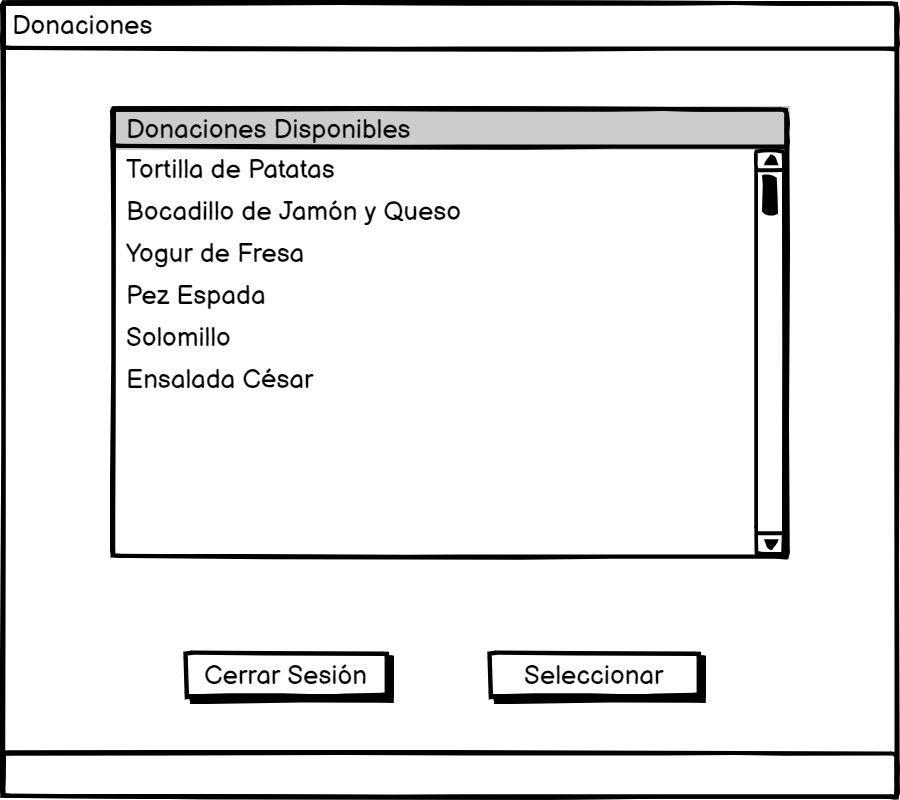 Donaciones
Donaciones Disponibles
Tortilla de Patatas
Bocadillo de Jamón y Queso
Yogur de Fresa
Pez Espada
Solomillo
Ensalada César
Cerrar Sesión
Seleccionar